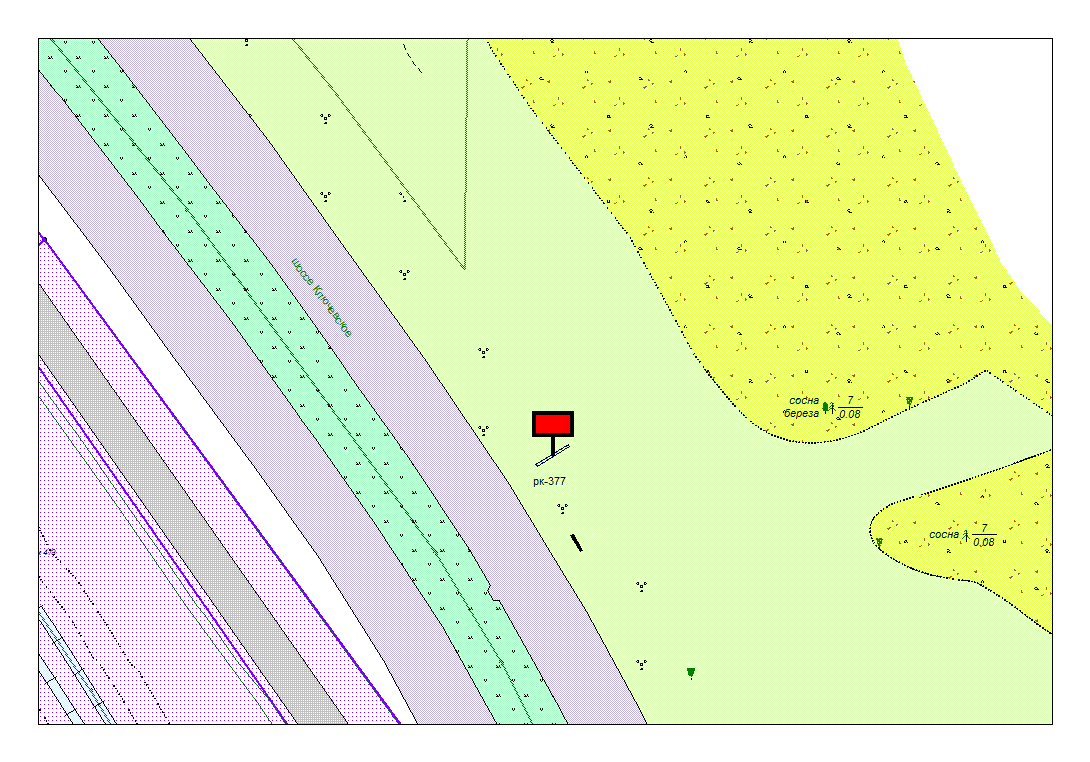 шоссе Ключевское
сосна 7
береза 0.08
рк-377
сосна 7
0,08